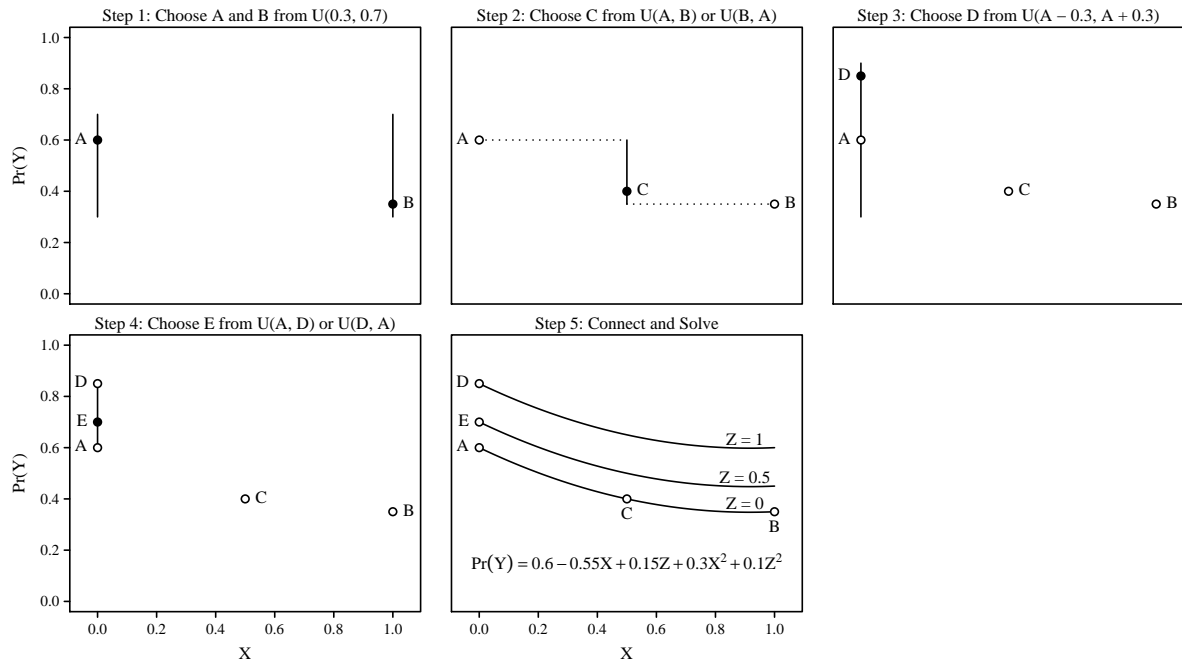 Step 1: Choose A and B from U(0.3, 0.7)
Step 2: Choose C from U(A, B) or U(B, A)
Step 3: Choose D from U(A − 0.3, A + 0.3)
1.0
0.8
0.6
0.4
0.2
0.0
Pr(Y)
A
B
A
C
B
D
A
C
B
Step 4: Choose E from U(A, D) or U(D, A)
Step 5: Connect and Solve
1.0
0.8
0.6
0.4
0.2
0.0
Pr(Y)
D
E
A
C
B
D
E
A
Z = 1
Z = 0.5
Z = 0
C
B
Pr(Y) = 0.6 − 0.55X + 0.15Z + 0.3X² + 0.1Z²
0.0 0.2 0.4 0.6 0.8 1.0
X
0.0 0.2 0.4 0.6 0.8 1.0
X